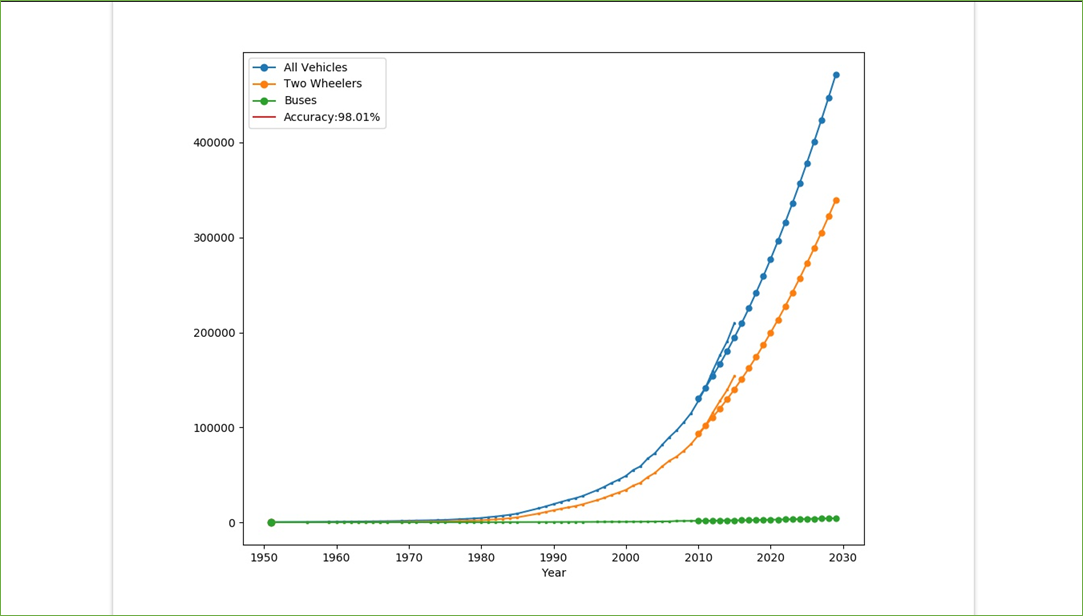 All Vehicles
Two Wheelers
Buses
Accuracy:98.01%
400000
300000
200000
100000
0
1950 1960 1970 1980 1990 2000 2010 2020 2030
Year